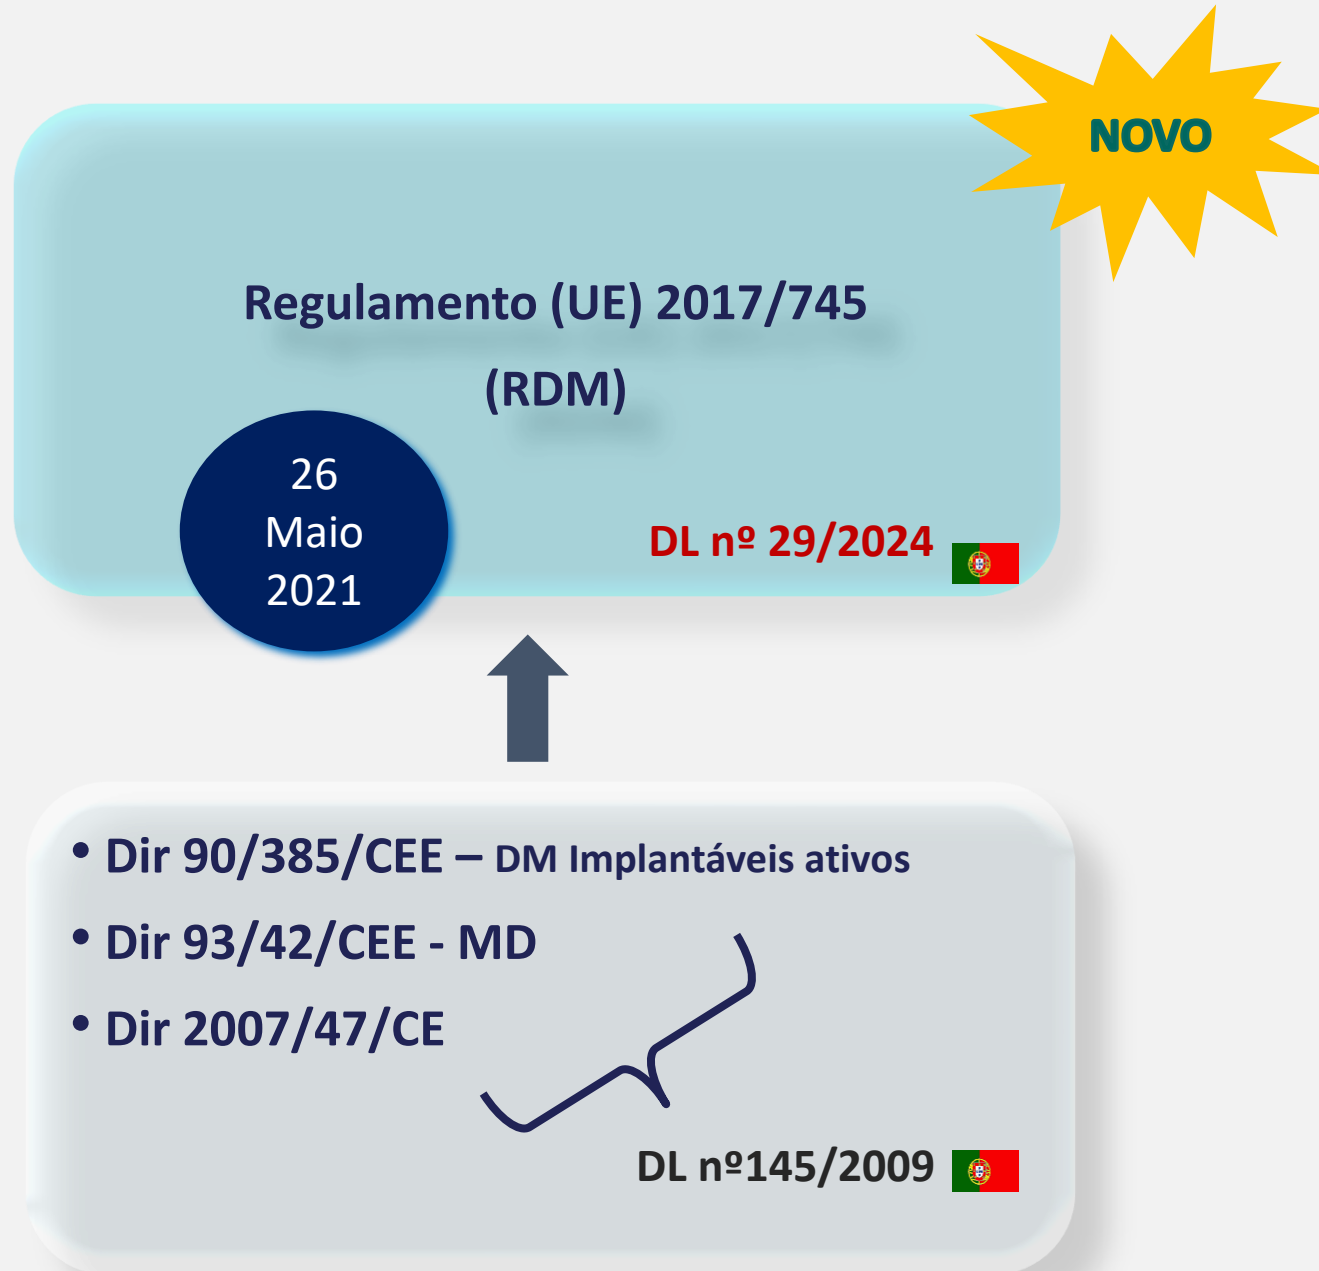 NOVO
Regulamento (UE) 2017/745
(RDM)
26
Maio
2021
DL nº 29/2024
• Dir 90/385/CEE – DM Implantáveis ativos
• Dir 93/42/CEE - MD
• Dir 2007/47/CE
DL nº145/2009